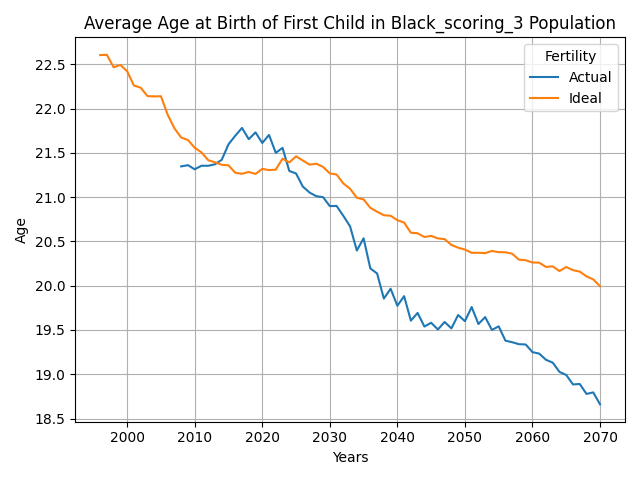 Average Age at Birth of First Child in Black_scoring_3 Population
Fertility
Actual
Ideal
Age
22.5
22.0
21.5
21.0
20.5
20.0
19.5
19.0
18.5
2000 2010 2020 2030 2040 2050 2060 2070
Years